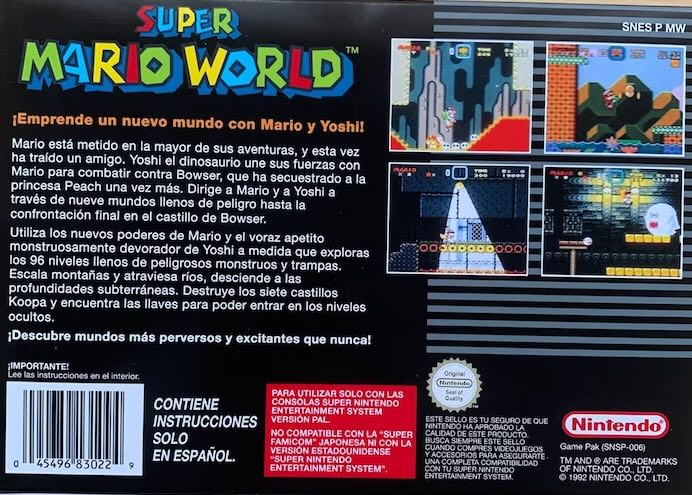 SUPER
MARIO WORLD™
SNES P MW
¡Emprende un nuevo mundo con Mario y Yoshi!
Mario está metido en la mayor de sus aventuras, y esta vez
ha traído un amigo. Yoshi el dinosaurio une sus fuerzas con
Mario para combatir contra Bowser, que ha secuestrado a la
princesa Peach una vez más. Dirige a Mario y a Yoshi a
través de nueve mundos llenos de peligro hasta la
confrontación final en el castillo de Bowser.
Utiliza los nuevos poderes de Mario y el voraz apetito
monstruosamente devorador de Yoshi a medida que exploras
los 96 niveles llenos de peligrosos monstruos y trampas.
Escala montañas y atraviesa ríos, desciende a las
profundidades subterráneas. Destruye los siete castillos
Koopa y encuentra las llaves para poder entrar en los niveles
ocultos.
¡Descubre mundos más perversos y excitantes que nunca!
¡IMPORTANTE!
Lee las instrucciones en el interior.
0 45496 83022 9
CONTIENE
INSTRUCCIONES
SOLO
EN ESPAÑOL.
PARA UTILIZAR SOLO CON LAS
CONSOLAS SUPER NINTENDO
ENTERTAINMENT SYSTEM
VERSIÓN PAL.
NO COMPATIBLE CON LA "SUPER
FAMICOM" JAPONESA NI CON LA
VERSIÓN ESTADOUNIDENSE
"SUPER NINTENDO
ENTERTAINMENT SYSTEM".
Original
Nintendo
Seal of
Quality
ESTE SELLO ES TU SEGURO DE QUE
NINTENDO HA APROBADO LA
CALIDAD DE ESTE PRODUCTO.
BUSCA SIEMPRE ESTE SELLO
CUANDO COMPRES VIDEOJUEGOS
Y ACCESORIOS PARA ASEGURARTE
UNA COMPLETA COMPATIBILIDAD
CON TU SUPER NINTENDO
ENTERTAINMENT SYSTEM.
Nintendo®
Game Pak (SNSP-006)
TM AND ® ARE TRADEMARKS
OF NINTENDO CO., LTD.
© 1992 NINTENDO CO., LTD.